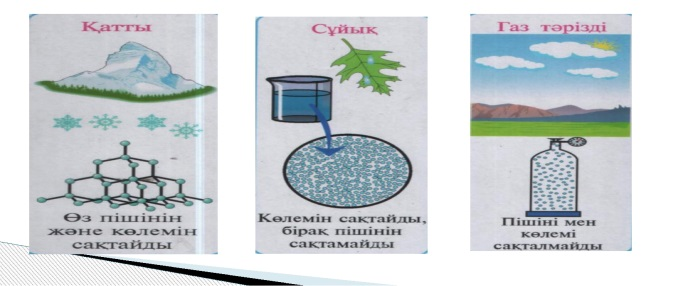 Қатты
Өз пішінін
және көлемін
сақтайды
Сұйық
Көлемін сақтайды,
бірақ пішінін
сақтамайды
Газ тәрізді
Пішіні мен
көлемі
сақталмайды